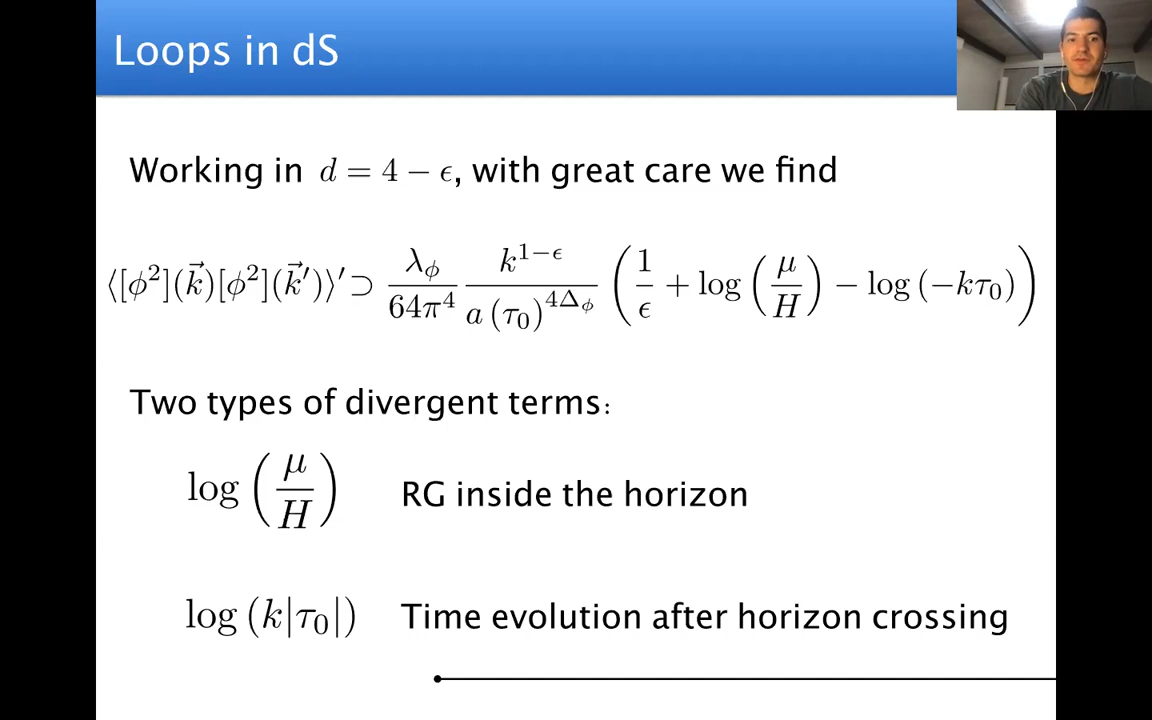 Loops in dS
Working in d = 4 − ϵ, with great care we find
⟨[ϕ²](k⃗)[ϕ²](k⃗′)⟩′ ⊃ λ_ϕ/(64π⁴) k^{1−ϵ}/(a(τ₀)^{4Δ_ϕ}) (1/ϵ + log(μ/H) − log(−kτ₀))
Two types of divergent terms:
log(μ/H) RG inside the horizon
log(k|τ₀|) Time evolution after horizon crossing